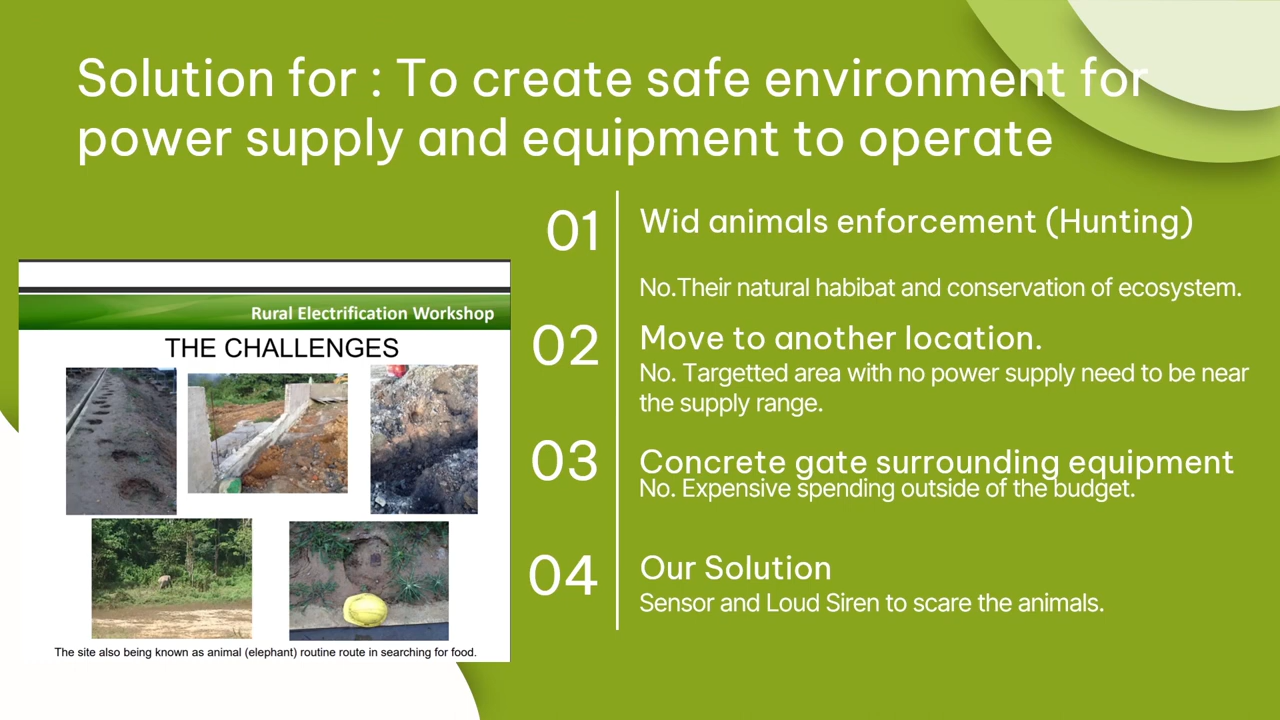 Solution for : To create safe environment for
power supply and equipment to operate
Rural Electrification Workshop
THE CHALLENGES
The site also being known as animal (elephant) routine route in searching for food.
01
Wid animals enforcement (Hunting)
No.Their natural habibat and conservation of ecosystem.
02
Move to another location.
No. Targetted area with no power supply need to be near
the supply range.
03
Concrete gate surrounding equipment
No. Expensive spending outside of the budget.
04
Our Solution
Sensor and Loud Siren to scare the animals.